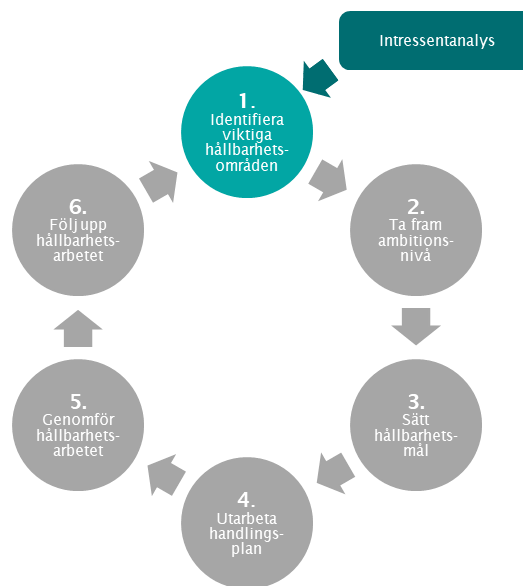 Intressentanalys
1.
Identifiera
viktiga
hållbarhets-
områden
2.
Ta fram
ambitions-
nivå
3.
Sätt
hållbarhets-
mål
4.
Utarbeta
handlings-
plan
5.
Genomför
hållbarhets-
arbetet
6.
Följ upp
hållbarhets-
arbetet